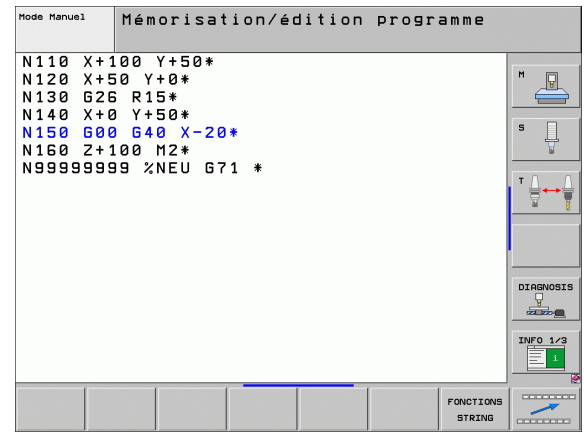 Mode Manuel
Mémorisation/édition programme
N110 X+100 Y+50*
N120 X+50 Y+0*
N130 G26 R15*
N140 X+0 Y+50*
N150 G00 G40 X-20*
N160 Z+100 M2*
N99999999 %NEU G71 *
M
S
T
DIAGNOSIS
INFO 1/3
i
FONCTIONS
STRING